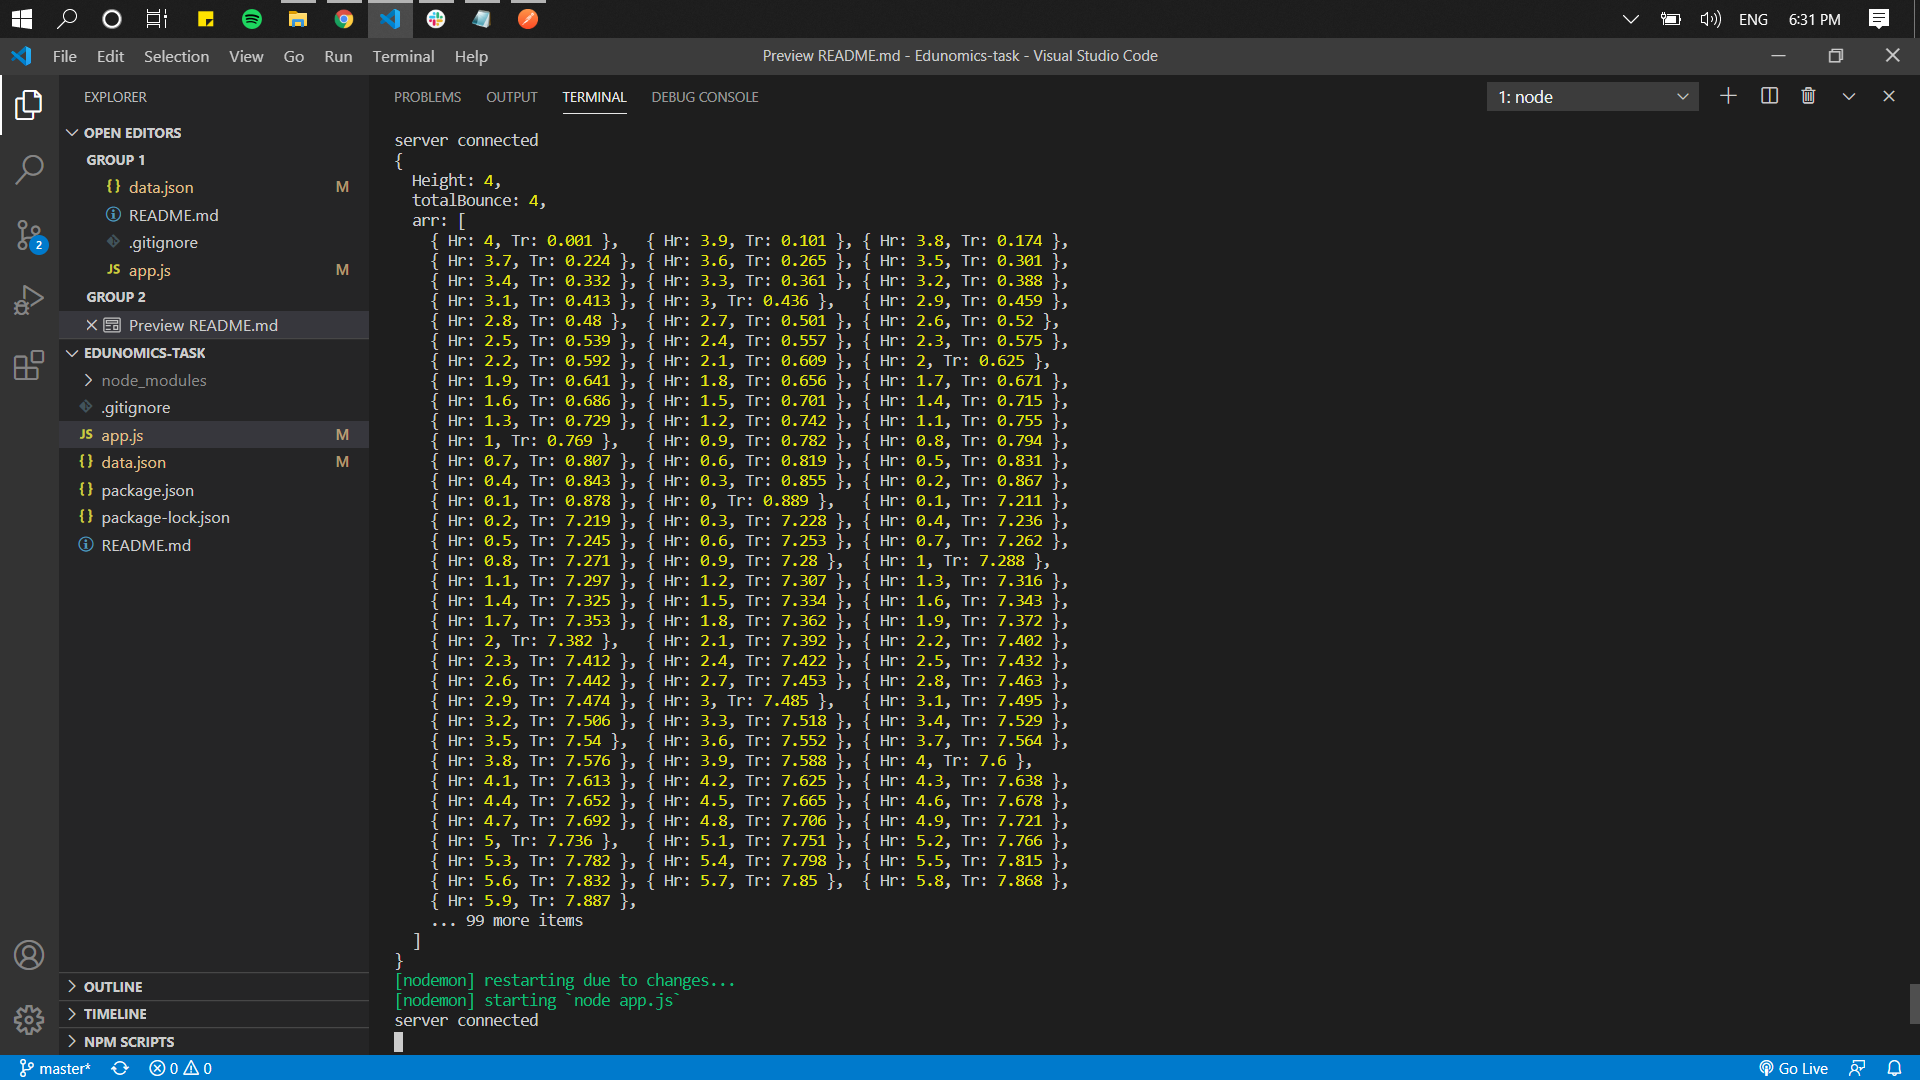 ENG 6:31 PM
File Edit Selection View Go Run Terminal Help
Preview README.md - Edunomics-task - Visual Studio Code
EXPLORER
OPEN EDITORS
GROUP 1
{} data.json M
README.md
.gitignore
JS app.js M
GROUP 2
Preview README.md
EDUNOMICS-TASK
node_modules
.gitignore
JS app.js M
{} data.json M
{} package.json
{} package-lock.json
README.md
OUTLINE
TIMELINE
NPM SCRIPTS
2
PROBLEMS OUTPUT TERMINAL DEBUG CONSOLE
1: node
server connected
{
Height: 4,
totalBounce: 4,
arr: [
{ Hr: 4, Tr: 0.001 }, { Hr: 3.9, Tr: 0.101 }, { Hr: 3.8, Tr: 0.174 },
{ Hr: 3.7, Tr: 0.224 }, { Hr: 3.6, Tr: 0.265 }, { Hr: 3.5, Tr: 0.301 },
{ Hr: 3.4, Tr: 0.332 }, { Hr: 3.3, Tr: 0.361 }, { Hr: 3.2, Tr: 0.388 },
{ Hr: 3.1, Tr: 0.413 }, { Hr: 3, Tr: 0.436 }, { Hr: 2.9, Tr: 0.459 },
{ Hr: 2.8, Tr: 0.48 }, { Hr: 2.7, Tr: 0.501 }, { Hr: 2.6, Tr: 0.52 },
{ Hr: 2.5, Tr: 0.539 }, { Hr: 2.4, Tr: 0.557 }, { Hr: 2.3, Tr: 0.575 },
{ Hr: 2.2, Tr: 0.592 }, { Hr: 2.1, Tr: 0.609 }, { Hr: 2, Tr: 0.625 },
{ Hr: 1.9, Tr: 0.641 }, { Hr: 1.8, Tr: 0.656 }, { Hr: 1.7, Tr: 0.671 },
{ Hr: 1.6, Tr: 0.686 }, { Hr: 1.5, Tr: 0.701 }, { Hr: 1.4, Tr: 0.715 },
{ Hr: 1.3, Tr: 0.729 }, { Hr: 1.2, Tr: 0.742 }, { Hr: 1.1, Tr: 0.755 },
{ Hr: 1, Tr: 0.769 }, { Hr: 0.9, Tr: 0.782 }, { Hr: 0.8, Tr: 0.794 },
{ Hr: 0.7, Tr: 0.807 }, { Hr: 0.6, Tr: 0.819 }, { Hr: 0.5, Tr: 0.831 },
{ Hr: 0.4, Tr: 0.843 }, { Hr: 0.3, Tr: 0.855 }, { Hr: 0.2, Tr: 0.867 },
{ Hr: 0.1, Tr: 0.878 }, { Hr: 0, Tr: 0.889 }, { Hr: 0.1, Tr: 7.211 },
{ Hr: 0.2, Tr: 7.219 }, { Hr: 0.3, Tr: 7.228 }, { Hr: 0.4, Tr: 7.236 },
{ Hr: 0.5, Tr: 7.245 }, { Hr: 0.6, Tr: 7.253 }, { Hr: 0.7, Tr: 7.262 },
{ Hr: 0.8, Tr: 7.271 }, { Hr: 0.9, Tr: 7.28 }, { Hr: 1, Tr: 7.288 },
{ Hr: 1.1, Tr: 7.297 }, { Hr: 1.2, Tr: 7.307 }, { Hr: 1.3, Tr: 7.316 },
{ Hr: 1.4, Tr: 7.325 }, { Hr: 1.5, Tr: 7.334 }, { Hr: 1.6, Tr: 7.343 },
{ Hr: 1.7, Tr: 7.353 }, { Hr: 1.8, Tr: 7.362 }, { Hr: 1.9, Tr: 7.372 },
{ Hr: 2, Tr: 7.382 }, { Hr: 2.1, Tr: 7.392 }, { Hr: 2.2, Tr: 7.402 },
{ Hr: 2.3, Tr: 7.412 }, { Hr: 2.4, Tr: 7.422 }, { Hr: 2.5, Tr: 7.432 },
{ Hr: 2.6, Tr: 7.442 }, { Hr: 2.7, Tr: 7.453 }, { Hr: 2.8, Tr: 7.463 },
{ Hr: 2.9, Tr: 7.474 }, { Hr: 3, Tr: 7.485 }, { Hr: 3.1, Tr: 7.495 },
{ Hr: 3.2, Tr: 7.506 }, { Hr: 3.3, Tr: 7.518 }, { Hr: 3.4, Tr: 7.529 },
{ Hr: 3.5, Tr: 7.54 }, { Hr: 3.6, Tr: 7.552 }, { Hr: 3.7, Tr: 7.564 },
{ Hr: 3.8, Tr: 7.576 }, { Hr: 3.9, Tr: 7.588 }, { Hr: 4, Tr: 7.6 },
{ Hr: 4.1, Tr: 7.613 }, { Hr: 4.2, Tr: 7.625 }, { Hr: 4.3, Tr: 7.638 },
{ Hr: 4.4, Tr: 7.652 }, { Hr: 4.5, Tr: 7.665 }, { Hr: 4.6, Tr: 7.678 },
{ Hr: 4.7, Tr: 7.692 }, { Hr: 4.8, Tr: 7.706 }, { Hr: 4.9, Tr: 7.721 },
{ Hr: 5, Tr: 7.736 }, { Hr: 5.1, Tr: 7.751 }, { Hr: 5.2, Tr: 7.766 },
{ Hr: 5.3, Tr: 7.782 }, { Hr: 5.4, Tr: 7.798 }, { Hr: 5.5, Tr: 7.815 },
{ Hr: 5.6, Tr: 7.832 }, { Hr: 5.7, Tr: 7.85 }, { Hr: 5.8, Tr: 7.868 },
{ Hr: 5.9, Tr: 7.887 },
... 99 more items
]
}
[nodemon] restarting due to changes...
[nodemon] starting `node app.js`
server connected
master* 0 0
Go Live